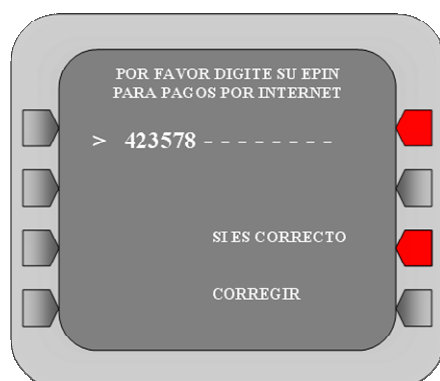 POR FAVOR DIGITE SU EPIN
PARA PAGOS POR INTERNET
> 423578 - - - - - - - -
SI ES CORRECTO
CORREGIR